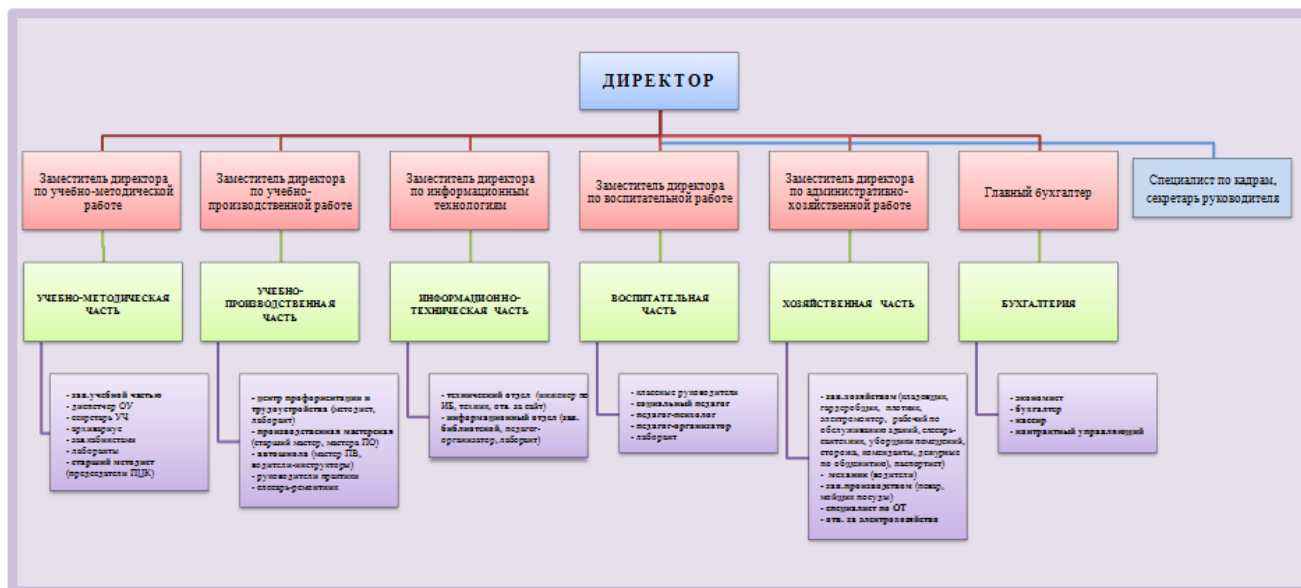 ДИРЕКТОР
Заместитель директора
по учебно-методической
работе
Заместитель директора
по учебно-
производственной работе
Заместитель директора
по информационным
технологиям
Заместитель директора
по воспитательной работе
Заместитель директора
по административно-
хозяйственной работе
Главный бухгалтер
Специалист по кадрам,
секретарь руководителя
УЧЕБНО-МЕТОДИЧЕСКАЯ
ЧАСТЬ
УЧЕБНО-
ПРОИЗВОДСТВЕННАЯ
ЧАСТЬ
ИНФОРМАЦИОННО-
ТЕХНИЧЕСКАЯ ЧАСТЬ
ВОСПИТАТЕЛЬНАЯ
ЧАСТЬ
ХОЗЯЙСТВЕННАЯ ЧАСТЬ
БУХГАЛТЕРИЯ
- зав.учебной частью
- диспетчер ОУ
- секретарь УЧ
- архивариус
- зав.кабинетами
- лаборанты
- старший методист
(председатели ПЦК)
- центр профориентации и
трудоустройства (методист,
лаборант)
- производственная мастерская
(старший мастер, мастера ПО)
- автошкола (мастер ПВ,
водители-инструкторы)
- руководители практики
- слесарь-ремонтник
- технический отдел (инженер по
ИБ, техник, отв. за сайт)
- информационный отдел (зав.
библиотекой, педагог-
организатор, лаборант)
- классные руководители
- социальный педагог
- педагог-психолог
- педагог-организатор
- лаборант
- зав.хозяйством (кладовщик,
гардеробщик, плотник,
электромонтер, рабочий по
обслуживанию зданий, слесарь-
сантехник, уборщики помещений,
сторожа, коменданты, дежурные
по общежитию), паспортист)
- механик (водители)
- зав.производством (повар,
мойщик посуды)
- специалист по ОТ
- отв. за электрохозяйство
- экономист
- бухгалтер
- кассир
- контрактный управляющий